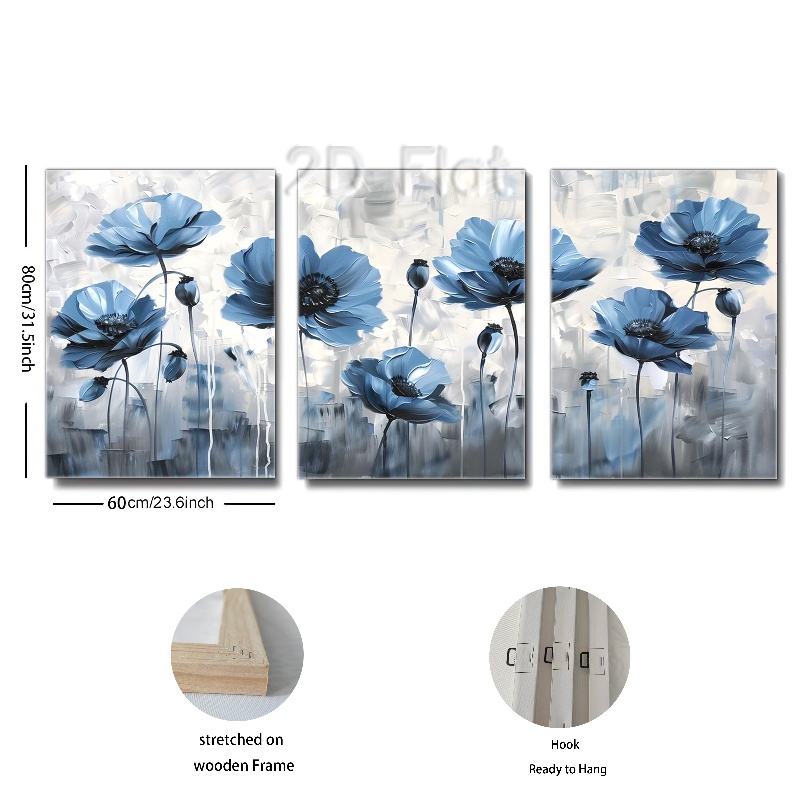 2D Flat
80cm/31.5inch
60cm/23.6inch
stretched on
wooden Frame
Hook
Ready to Hang